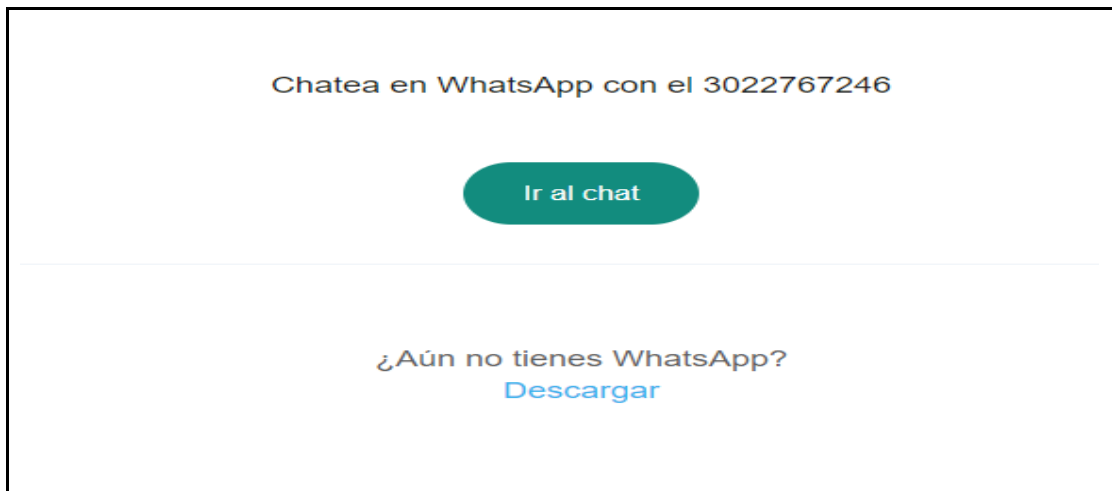 Chatea en WhatsApp con el 3022767246
Ir al chat
¿Aún no tienes WhatsApp?
Descargar